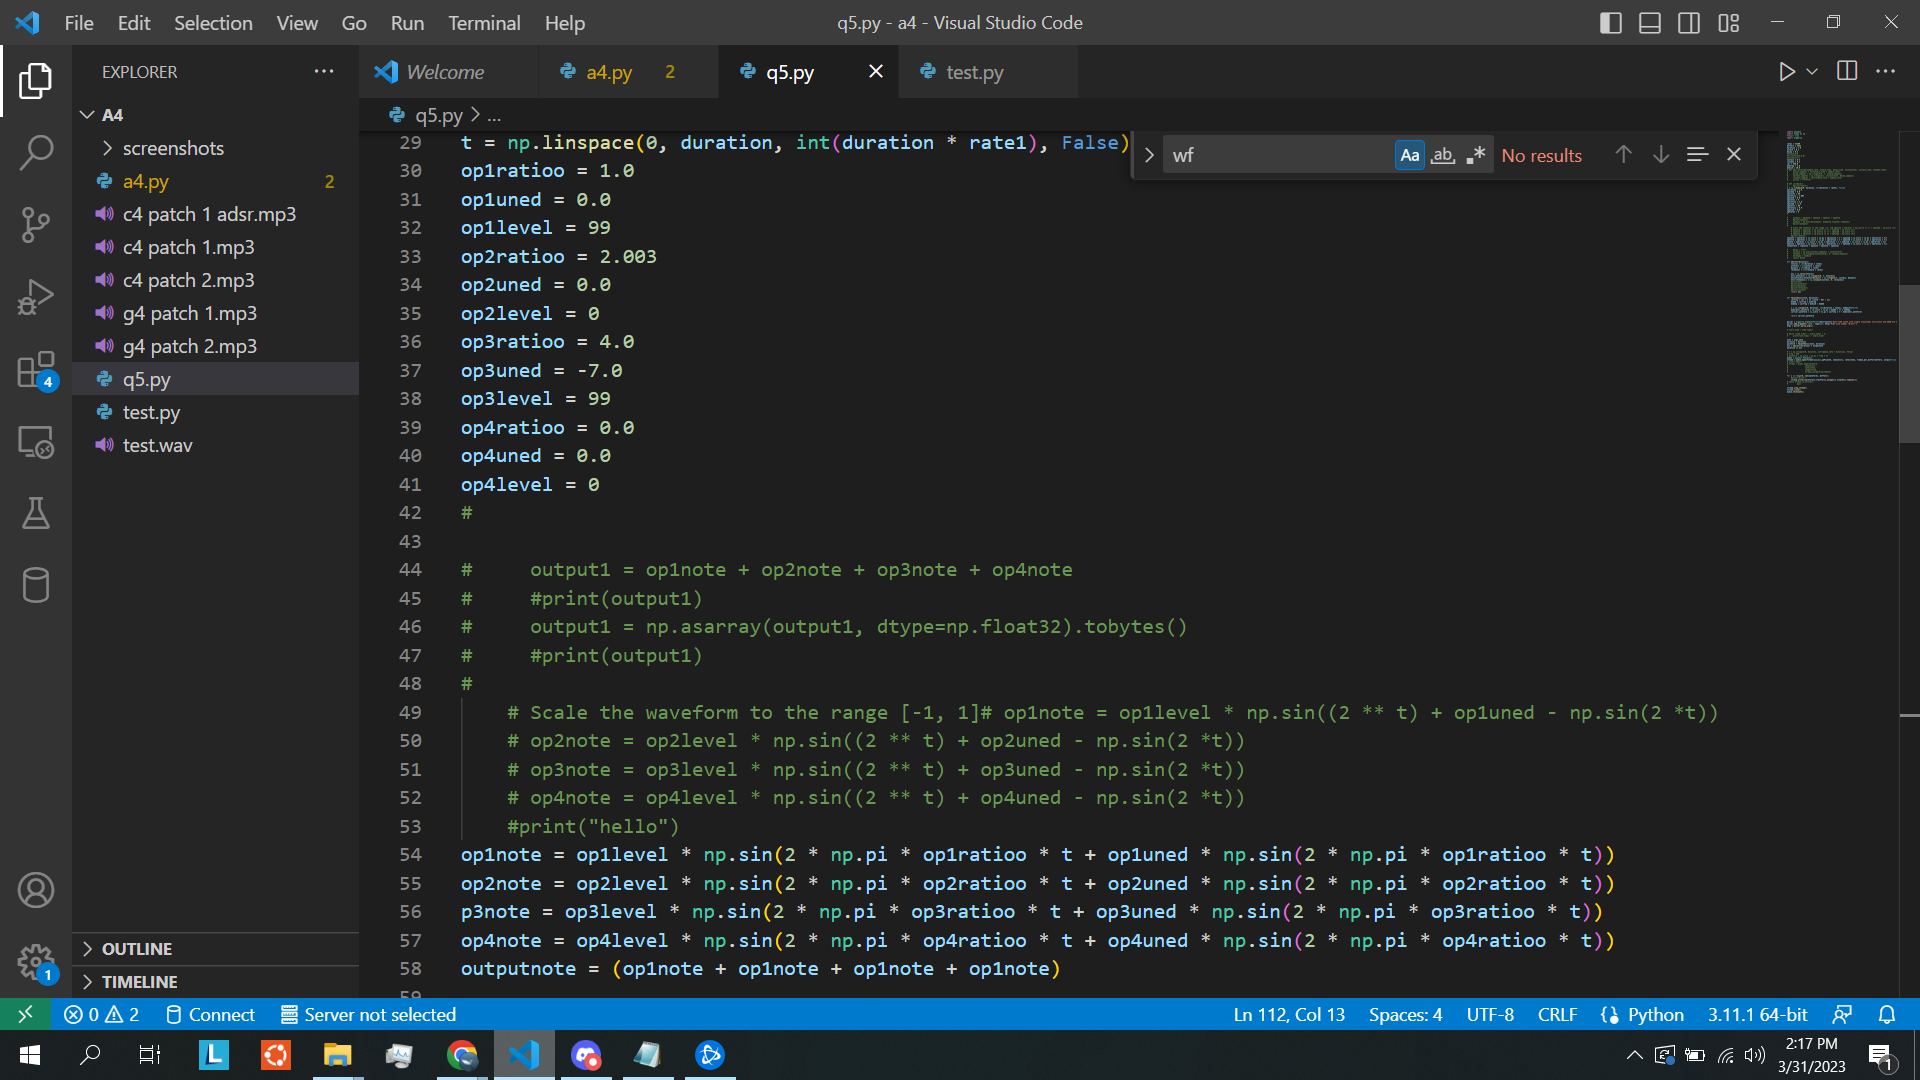 File Edit Selection View Go Run Terminal Help
q5.py - a4 - Visual Studio Code
EXPLORER
Welcome
a4.py 2
q5.py
test.py
A4
screenshots
a4.py 2
c4 patch 1 adsr.mp3
c4 patch 1.mp3
c4 patch 2.mp3
g4 patch 1.mp3
g4 patch 2.mp3
q5.py
test.py
test.wav
OUTLINE
TIMELINE
4
1
q5.py > ...
wf
Aa ab .*
No results
29 t = np.linspace(0, duration, int(duration * rate1), False)
30 op1ratioo = 1.0
31 op1uned = 0.0
32 op1level = 99
33 op2ratioo = 2.003
34 op2uned = 0.0
35 op2level = 0
36 op3ratioo = 4.0
37 op3uned = -7.0
38 op3level = 99
39 op4ratioo = 0.0
40 op4uned = 0.0
41 op4level = 0
42 #
43
44 #     output1 = op1note + op2note + op3note + op4note
45 #     #print(output1)
46 #     output1 = np.asarray(output1, dtype=np.float32).tobytes()
47 #     #print(output1)
48 #
49     # Scale the waveform to the range [-1, 1]# op1note = op1level * np.sin((2 ** t) + op1uned - np.sin(2 *t))
50     # op2note = op2level * np.sin((2 ** t) + op2uned - np.sin(2 *t))
51     # op3note = op3level * np.sin((2 ** t) + op3uned - np.sin(2 *t))
52     # op4note = op4level * np.sin((2 ** t) + op4uned - np.sin(2 *t))
53     #print("hello")
54 op1note = op1level * np.sin(2 * np.pi * op1ratioo * t + op1uned * np.sin(2 * np.pi * op1ratioo * t))
55 op2note = op2level * np.sin(2 * np.pi * op2ratioo * t + op2uned * np.sin(2 * np.pi * op2ratioo * t))
56 p3note = op3level * np.sin(2 * np.pi * op3ratioo * t + op3uned * np.sin(2 * np.pi * op3ratioo * t))
57 op4note = op4level * np.sin(2 * np.pi * op4ratioo * t + op4uned * np.sin(2 * np.pi * op4ratioo * t))
58 outputnote = (op1note + op1note + op1note + op1note)
59
0 2 Connect Server not selected
Ln 112, Col 13 Spaces: 4 UTF-8 CRLF Python 3.11.1 64-bit
L
2:17 PM
3/31/2023
1